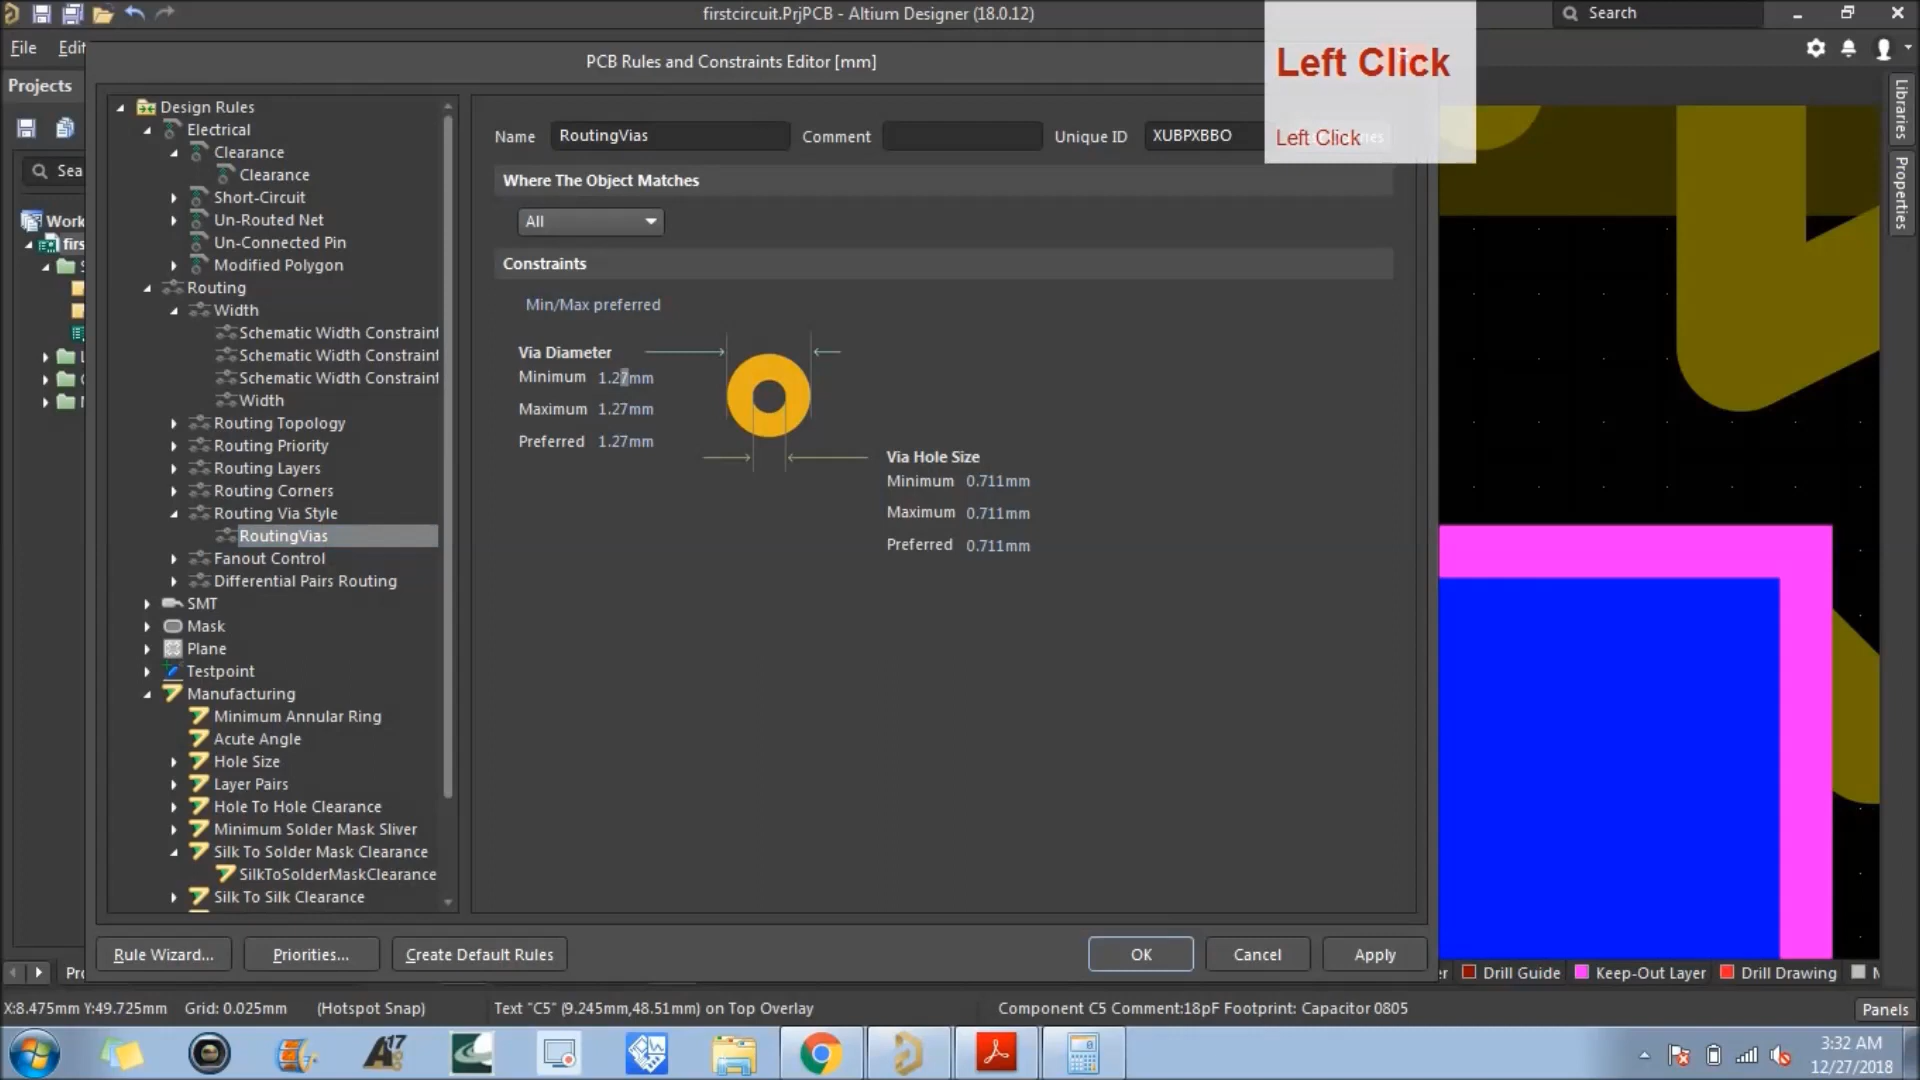 firstcircuit.PrjPCB - Altium Designer (18.0.12)
Search
File
Edit
Projects
PCB Rules and Constraints Editor [mm]
Left Click
Left Click
Libraries
Properties
Sea
Work
firs
Design Rules
Electrical
Clearance
Clearance
Short-Circuit
Un-Routed Net
Un-Connected Pin
Modified Polygon
Routing
Width
Schematic Width Constraint
Schematic Width Constraint
Schematic Width Constraint
Width
Routing Topology
Routing Priority
Routing Layers
Routing Corners
Routing Via Style
RoutingVias
Fanout Control
Differential Pairs Routing
SMT
Mask
Plane
Testpoint
Manufacturing
Minimum Annular Ring
Acute Angle
Hole Size
Layer Pairs
Hole To Hole Clearance
Minimum Solder Mask Sliver
Silk To Solder Mask Clearance
SilkToSolderMaskClearance
Silk To Silk Clearance
Name RoutingVias Comment Unique ID XUBPXBBO
Where The Object Matches
All
Constraints
Min/Max preferred
Via Diameter
Minimum 1.27mm
Maximum 1.27mm
Preferred 1.27mm
Via Hole Size
Minimum 0.711mm
Maximum 0.711mm
Preferred 0.711mm
Rule Wizard... Priorities... Create Default Rules OK Cancel Apply
Drill Guide Keep-Out Layer Drill Drawing
X:8.475mm Y:49.725mm Grid: 0.025mm (Hotspot Snap) Text "C5" (9.245mm,48.51mm) on Top Overlay Component C5 Comment:18pF Footprint: Capacitor 0805 Panels
17
3:32 AM
12/27/2018